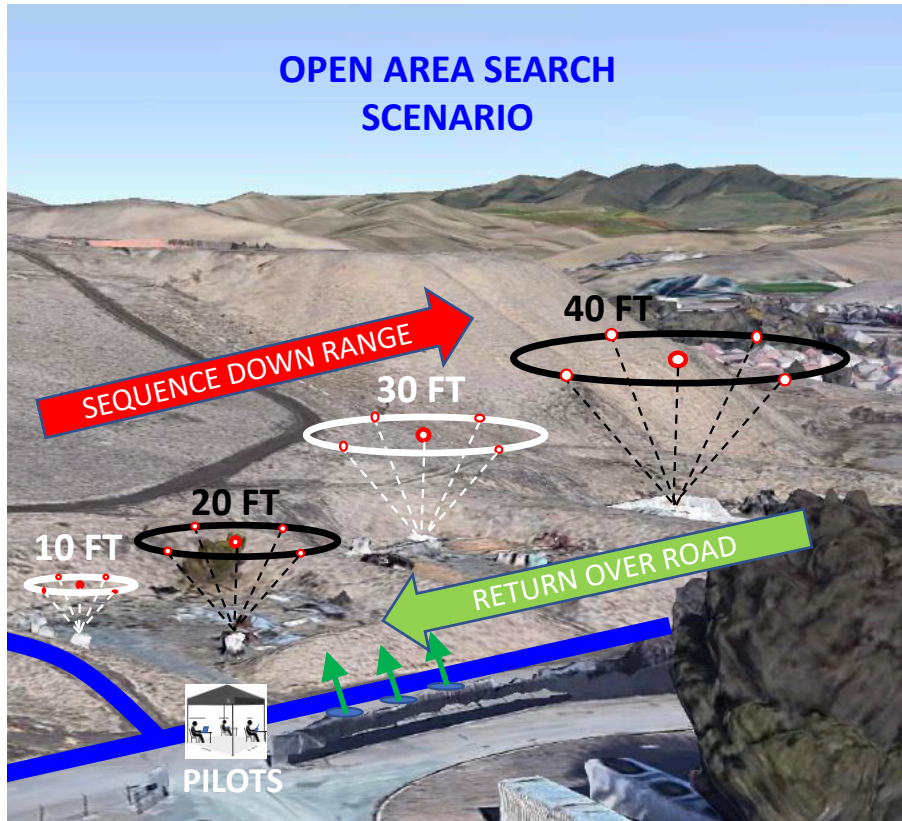 OPEN AREA SEARCH
SCENARIO
40 FT
SEQUENCE DOWN RANGE
30 FT
20 FT
10 FT
RETURN OVER ROAD
PILOTS